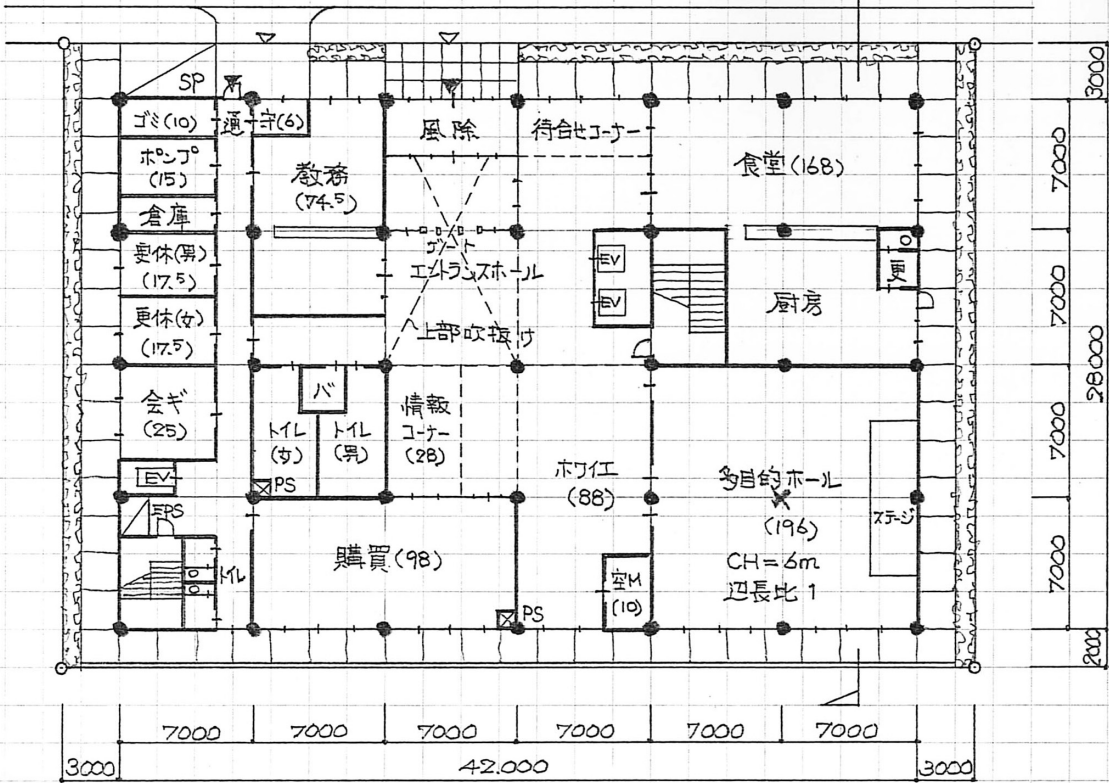 SP
ゴミ(10)
通
守(6)
風除
待合せコーナー
ポンプ
(15)
教務
(74.5)
食堂(168)
倉庫
ゲート
更休(男)
(17.5)
エントランスホール
EV
EV
更
厨房
更休(女)
(17.5)
上部吹抜け
会ギ
(25)
バ
情報
コーナー
(28)
トイレ
(女)
トイレ
(男)
EV
PS
ホワイエ
(88)
多目的ホール
(196)
ステージ
EPS
購買(98)
CH=6m
辺長比 1
トイレ
空M
(10)
PS
3000
7000
7000
28000
7000
7000
2000
7000
7000
7000
7000
7000
7000
3000
42.000
3000